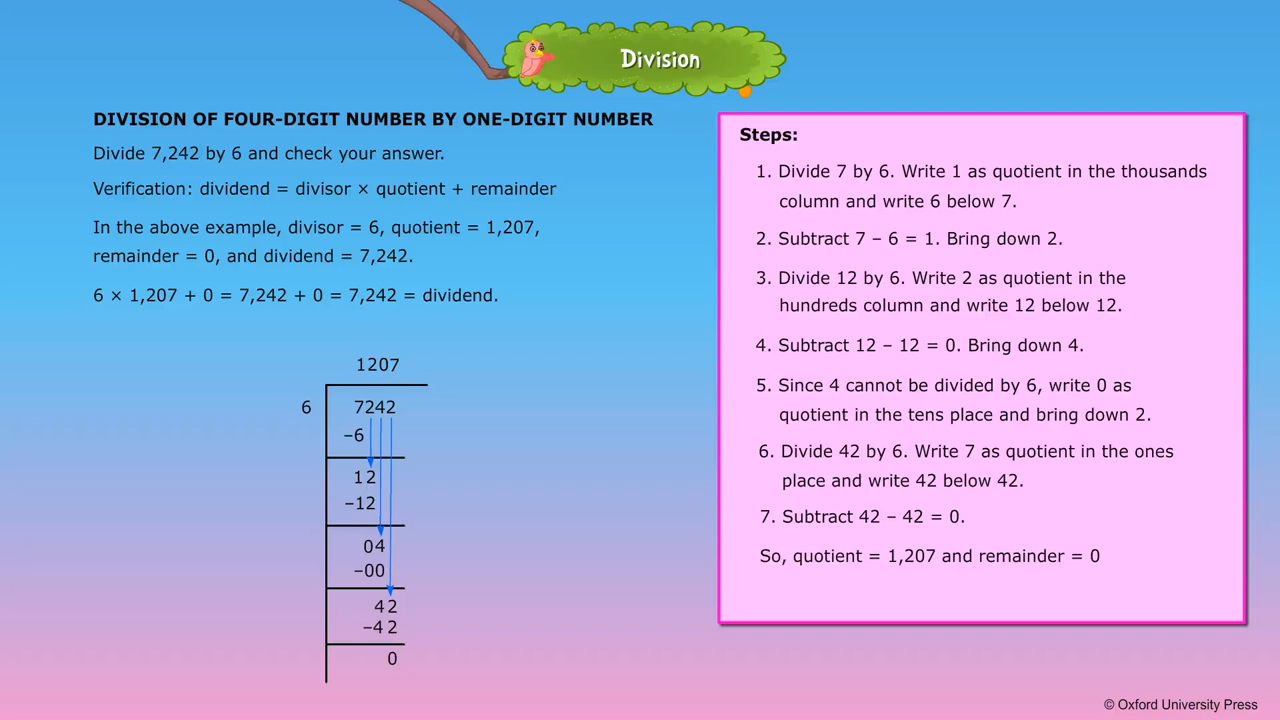 Division
DIVISION OF FOUR-DIGIT NUMBER BY ONE-DIGIT NUMBER
Divide 7,242 by 6 and check your answer.
Verification: dividend = divisor × quotient + remainder
In the above example, divisor = 6, quotient = 1,207,
remainder = 0, and dividend = 7,242.
6 × 1,207 + 0 = 7,242 + 0 = 7,242 = dividend.
1207
6 7242
–6
12
–12
04
–00
42
–42
0
Steps:
1. Divide 7 by 6. Write 1 as quotient in the thousands
column and write 6 below 7.
2. Subtract 7 – 6 = 1. Bring down 2.
3. Divide 12 by 6. Write 2 as quotient in the
hundreds column and write 12 below 12.
4. Subtract 12 – 12 = 0. Bring down 4.
5. Since 4 cannot be divided by 6, write 0 as
quotient in the tens place and bring down 2.
6. Divide 42 by 6. Write 7 as quotient in the ones
place and write 42 below 42.
7. Subtract 42 – 42 = 0.
So, quotient = 1,207 and remainder = 0
© Oxford University Press